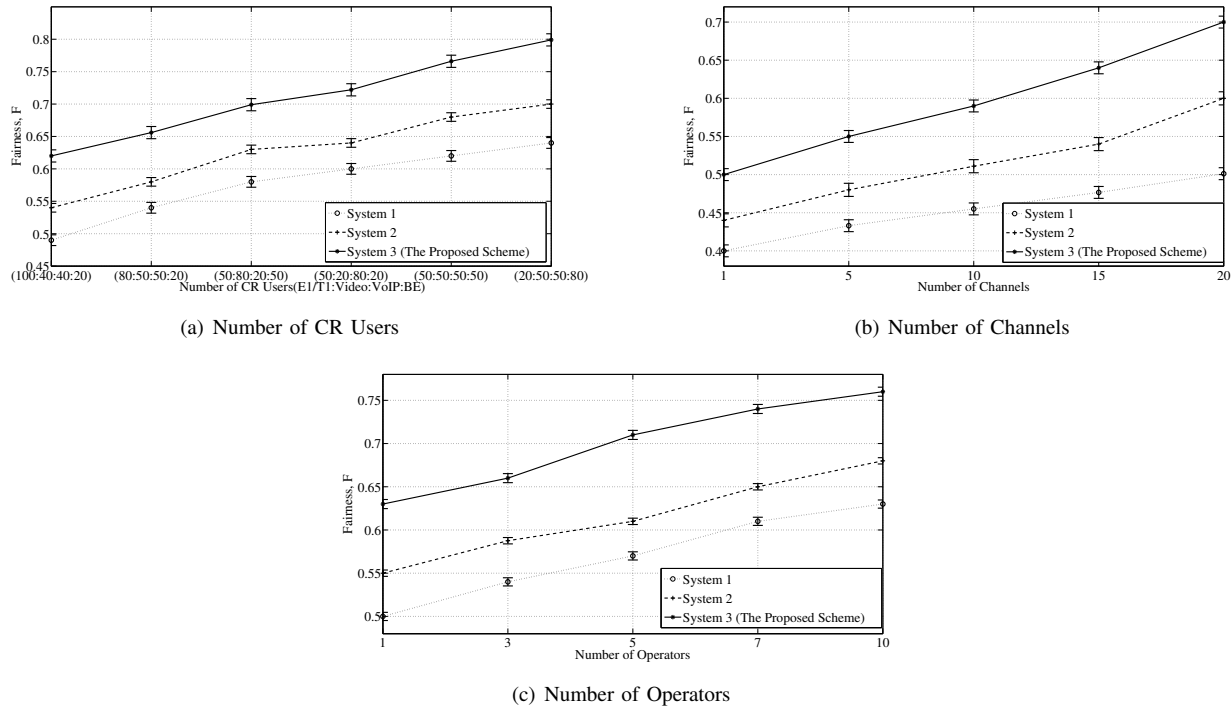 0.8
0.75
0.7
0.65
0.6
0.55
0.5
0.45
Fairness, F
(100:40:40:20) (80:50:50:20) (50:80:20:50) (50:20:80:20) (50:50:50:50) (20:50:50:80)
Number of CR Users(E1/T1:Video:VoIP:BE)
System 1
System 2
System 3 (The Proposed Scheme)
(a) Number of CR Users
0.7
0.6
0.55
0.5
0.45
0.4
Fairness, F
1 5 10 15 20
Number of Channels
System 1
System 2
System 3 (The Proposed Scheme)
(b) Number of Channels
0.75
0.7
0.65
0.6
0.55
0.5
Fairness, F
1 3 5 7 10
Number of Operators
System 1
System 2
System 3 (The Proposed Scheme)
(c) Number of Operators